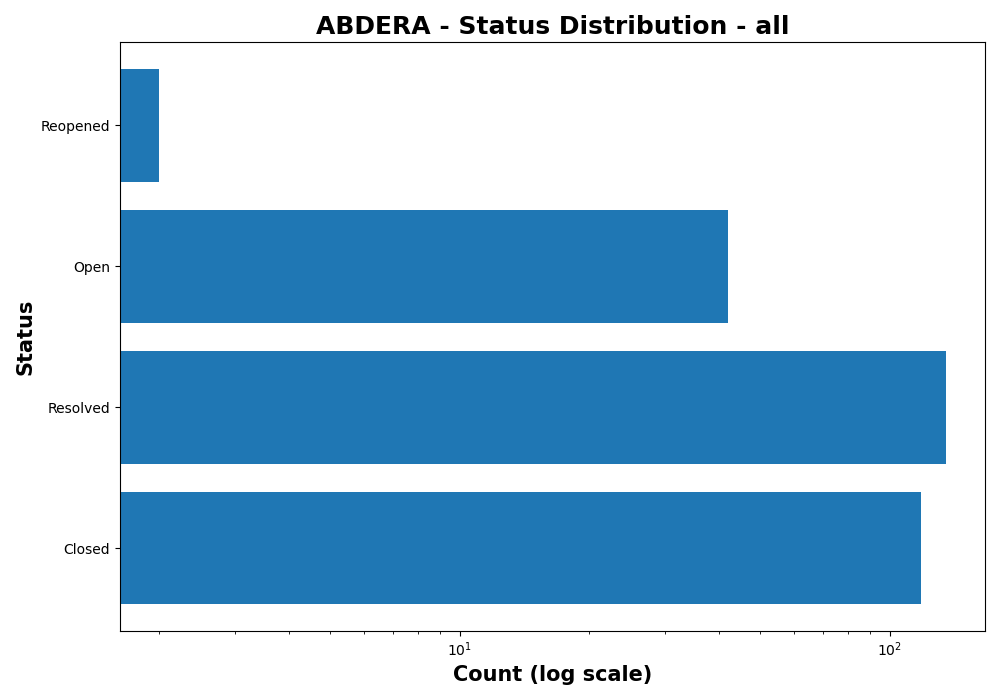 ABDERA - Status Distribution - all
Reopened
Open
Resolved
Closed
Status
10¹
10²
Count (log scale)